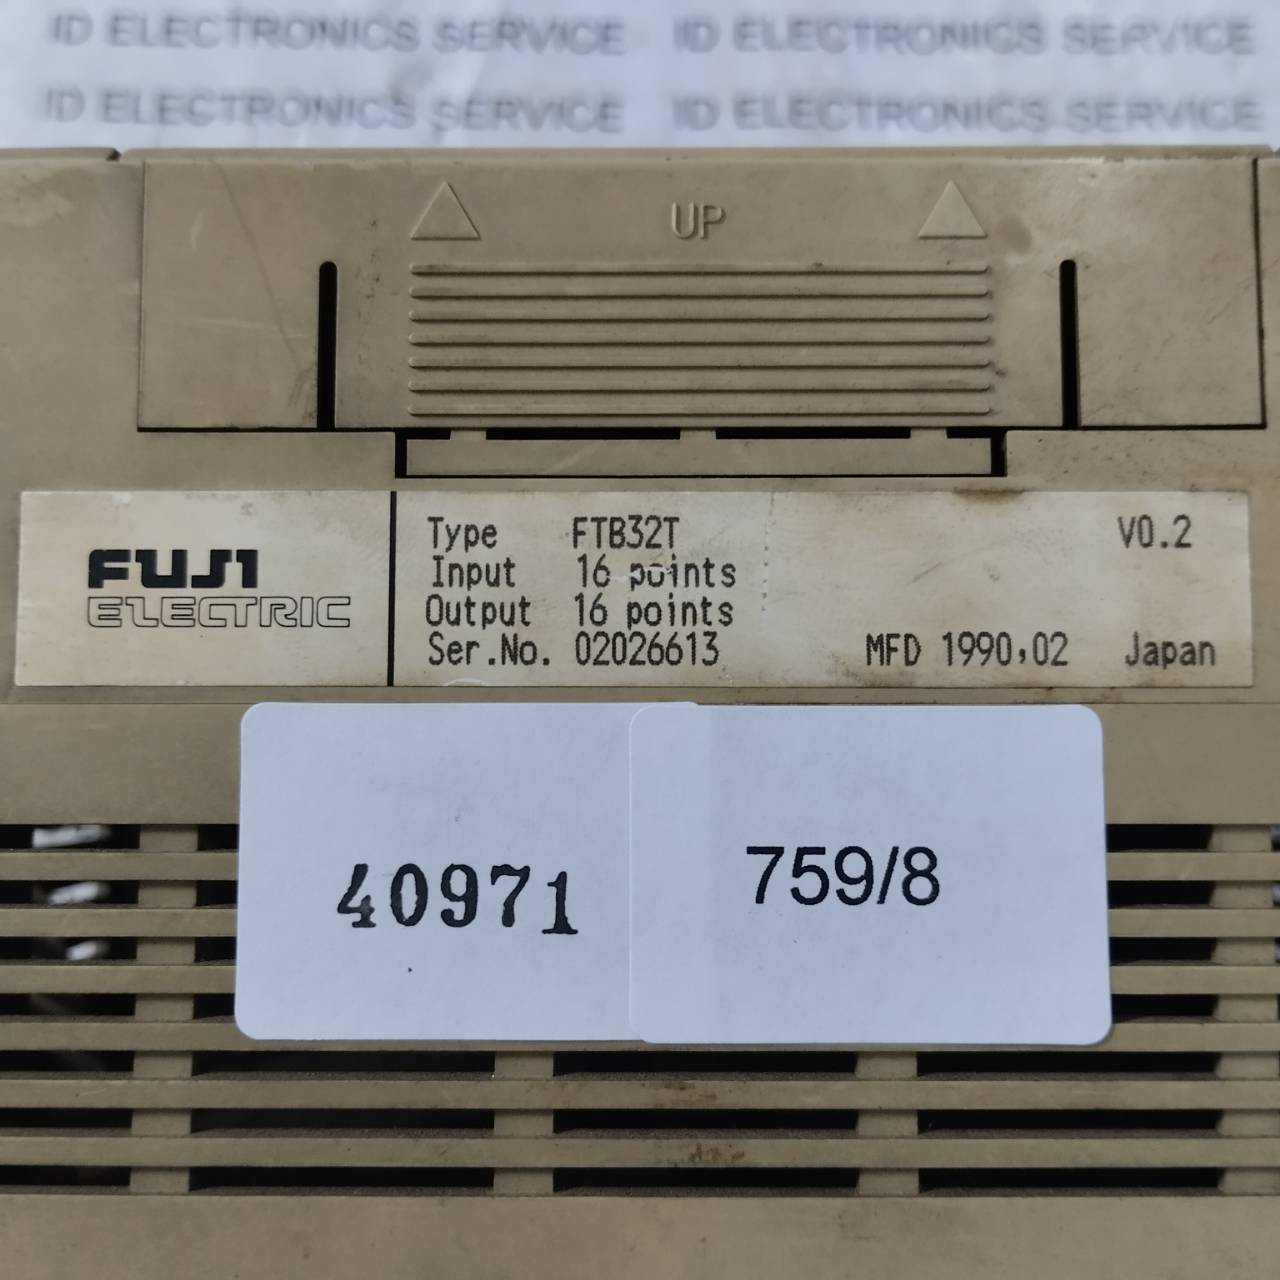 ID ELECTRONICS SERVICE ID ELECTRONICS SERVICE
ID ELECTRONICS SERVICE ID ELECTRONICS SERVICE
UP
FUJI
ELECTRIC
Type FTB32T V0.2
Input 16 points
Output 16 points
Ser.No. 02026613 MFD 1990,02 Japan
40971
759/8